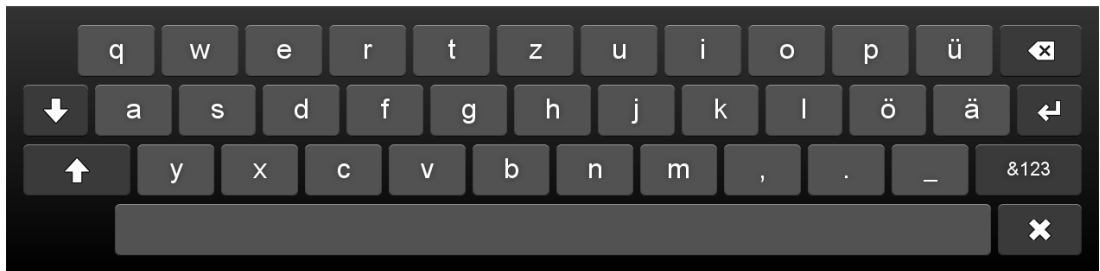 q w e r t z u i o p ü
a s d f g h j k l ö ä
y x c v b n m , . _ &123